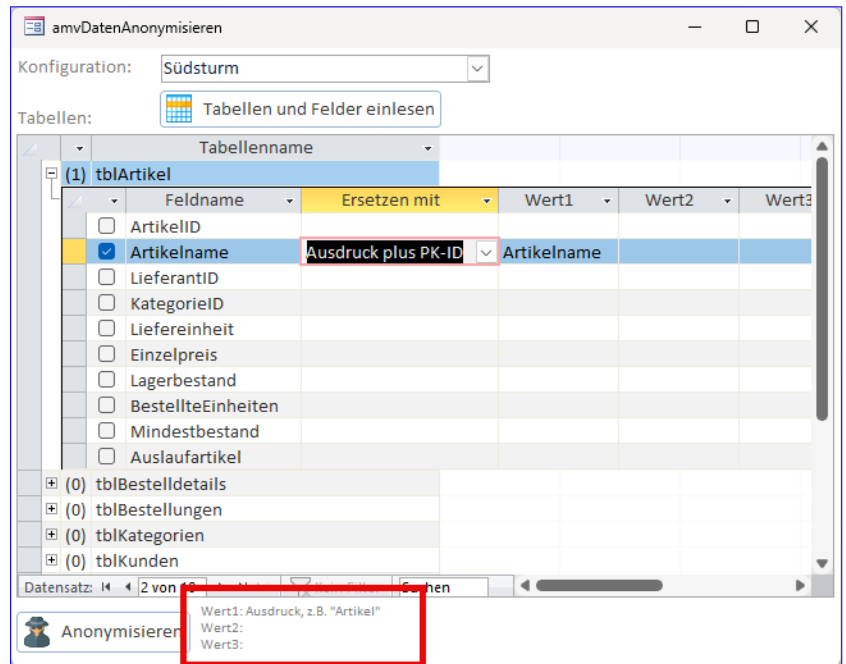 amvDatenAnonymisieren
Konfiguration: Südsturm
Tabellen: Tabellen und Felder einlesen
Tabellenname
(1) tblArtikel
Feldname Ersetzen mit Wert1 Wert2 Wert3
ArtikelID
Artikelname Ausdruck plus PK-ID Artikelname
LieferantID
KategorieID
Liefereinheit
Einzelpreis
Lagerbestand
BestellteEinheiten
Mindestbestand
Auslaufartikel
(0) tblBestelldetails
(0) tblBestellungen
(0) tblKategorien
(0) tblKunden
Datensatz: 2 von Suchen
Anonymisieren
Wert1: Ausdruck, z.B. "Artikel"
Wert2:
Wert3: